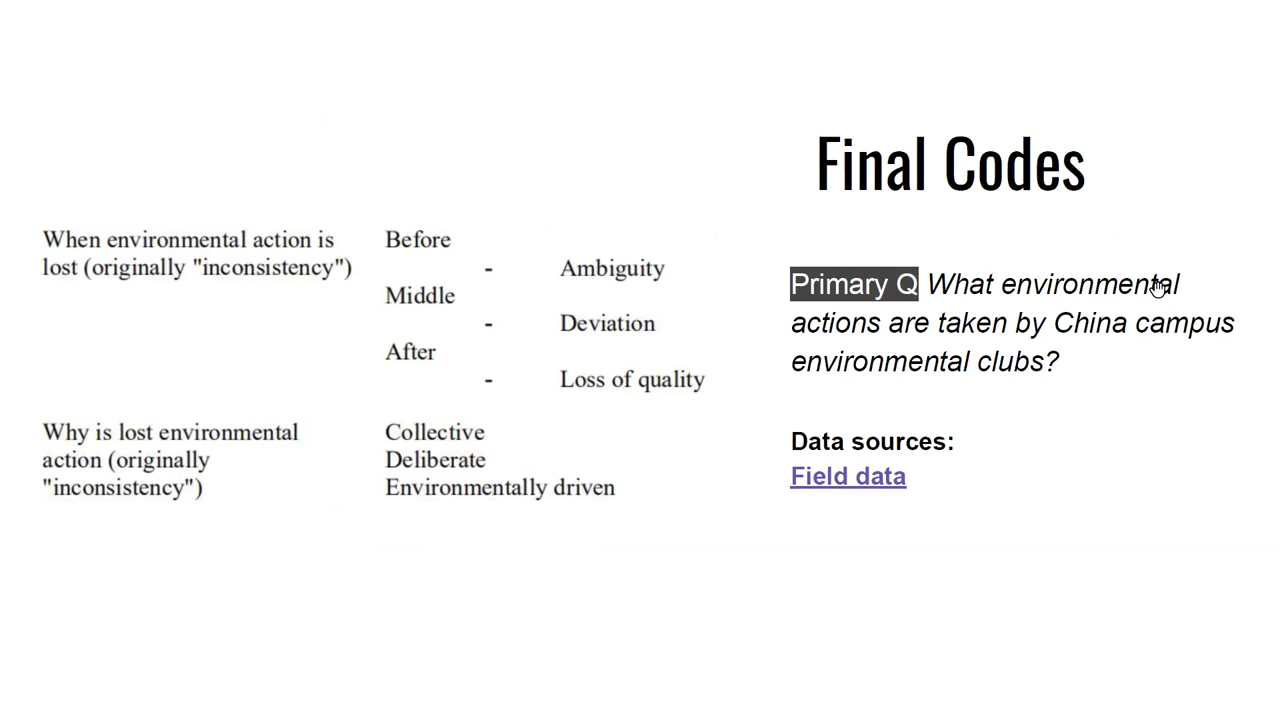 Final Codes
When environmental action is
lost (originally "inconsistency")
Before
- Ambiguity
Middle
- Deviation
After
- Loss of quality
Why is lost environmental
action (originally
"inconsistency")
Collective
Deliberate
Environmentally driven
Primary Q What environmental
actions are taken by China campus
environmental clubs?
Data sources:
Field data